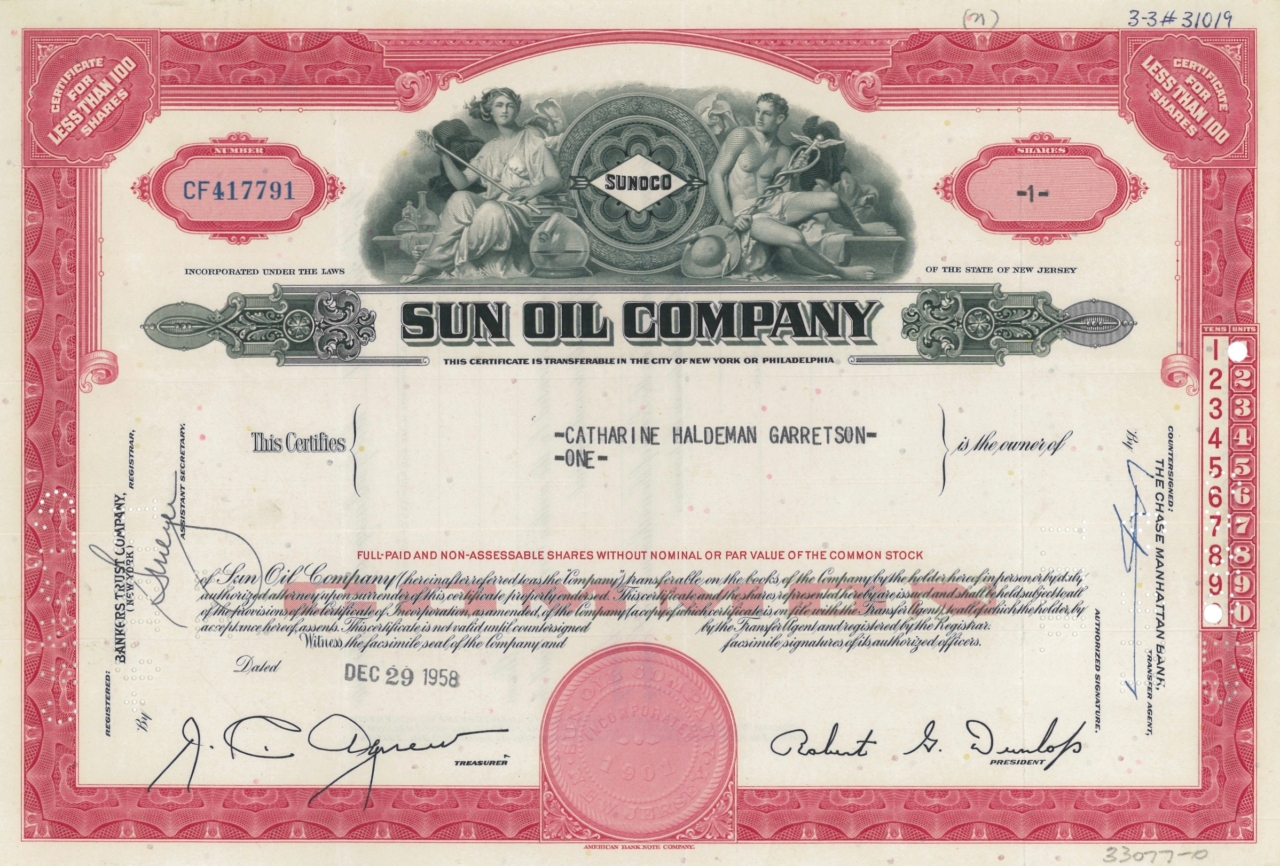 (n)
3-3#31019
CERTIFICATE
FOR
LESS THAN 100
SHARES
CERTIFICATE
FOR
LESS THAN 100
SHARES
NUMBER
CF417791
SUNOCO
SHARES
-1-
INCORPORATED UNDER THE LAWS
OF THE STATE OF NEW JERSEY
SUN OIL COMPANY
THIS CERTIFICATE IS TRANSFERABLE IN THE CITY OF NEW YORK OR PHILADELPHIA
TENS UNITS
1
2 2
3 3
4 4
5 5
6 6
7 7
8 8
9 9
0
This Certifies
-CATHARINE HALDEMAN GARRETSON-
-ONE-
is the owner of
FULL-PAID AND NON-ASSESSABLE SHARES WITHOUT NOMINAL OR PAR VALUE OF THE COMMON STOCK
of Sun Oil Company (hereinafter referred to as the "Company") transferable on the books of the Company by the holder hereof in person or by duly
authorized attorney upon surrender of this certificate properly endorsed. This certificate and the shares represented hereby are issued and shall be held subject to all
of the provisions of the Certificate of Incorporation, as amended, of the Company (a copy of which certificate is on file with the Transfer Agent), to all of which the holder, by
acceptance hereof, assents. This certificate is not valid until countersigned by the Transfer Agent and registered by the Registrar.
Witness, the facsimile seal of the Company and facsimile signatures of its authorized officers.
Dated
DEC 29 1958
REGISTERED:
BANKERS TRUST COMPANY,
(NEW YORK)
REGISTRAR,
By
ASSISTANT SECRETARY.
COUNTERSIGNED:
THE CHASE MANHATTAN BANK,
TRANSFER AGENT,
By
AUTHORIZED SIGNATURE.
J. C. Agnew
TREASURER
Robert G. Dunlop
PRESIDENT
AMERICAN BANK NOTE COMPANY.
33077-0